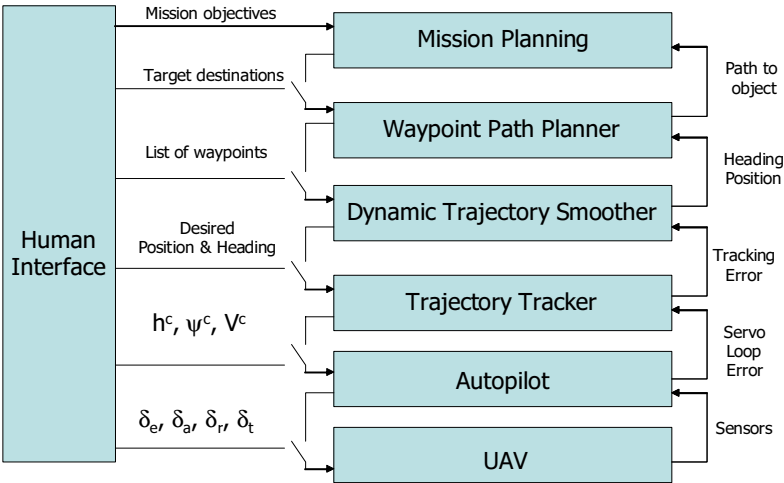 Mission objectives
Mission Planning
Target destinations
Path to
object
Waypoint Path Planner
List of waypoints
Heading
Position
Dynamic Trajectory Smoother
Human
Interface
Desired
Position & Heading
Tracking
Error
Trajectory Tracker
hᶜ, ψᶜ, Vᶜ
Servo
Loop
Error
Autopilot
δₑ, δₐ, δᵣ, δₜ
Sensors
UAV